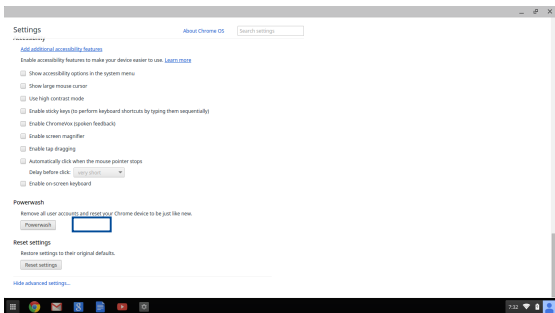 Settings
About Chrome OS
Search settings
Accessibility
Add additional accessibility features
Enable accessibility features to make your device easier to use. Learn more
Show accessibility options in the system menu
Show large mouse cursor
Use high contrast mode
Enable sticky keys (to perform keyboard shortcuts by typing them sequentially)
Enable ChromeVox (spoken feedback)
Enable screen magnifier
Enable tap dragging
Automatically click when the mouse pointer stops
Delay before click: very short
Enable on-screen keyboard
Powerwash
Remove all user accounts and reset your Chrome device to be just like new.
Powerwash
Reset settings
Restore settings to their original defaults.
Reset settings
Hide advanced settings...
7:32